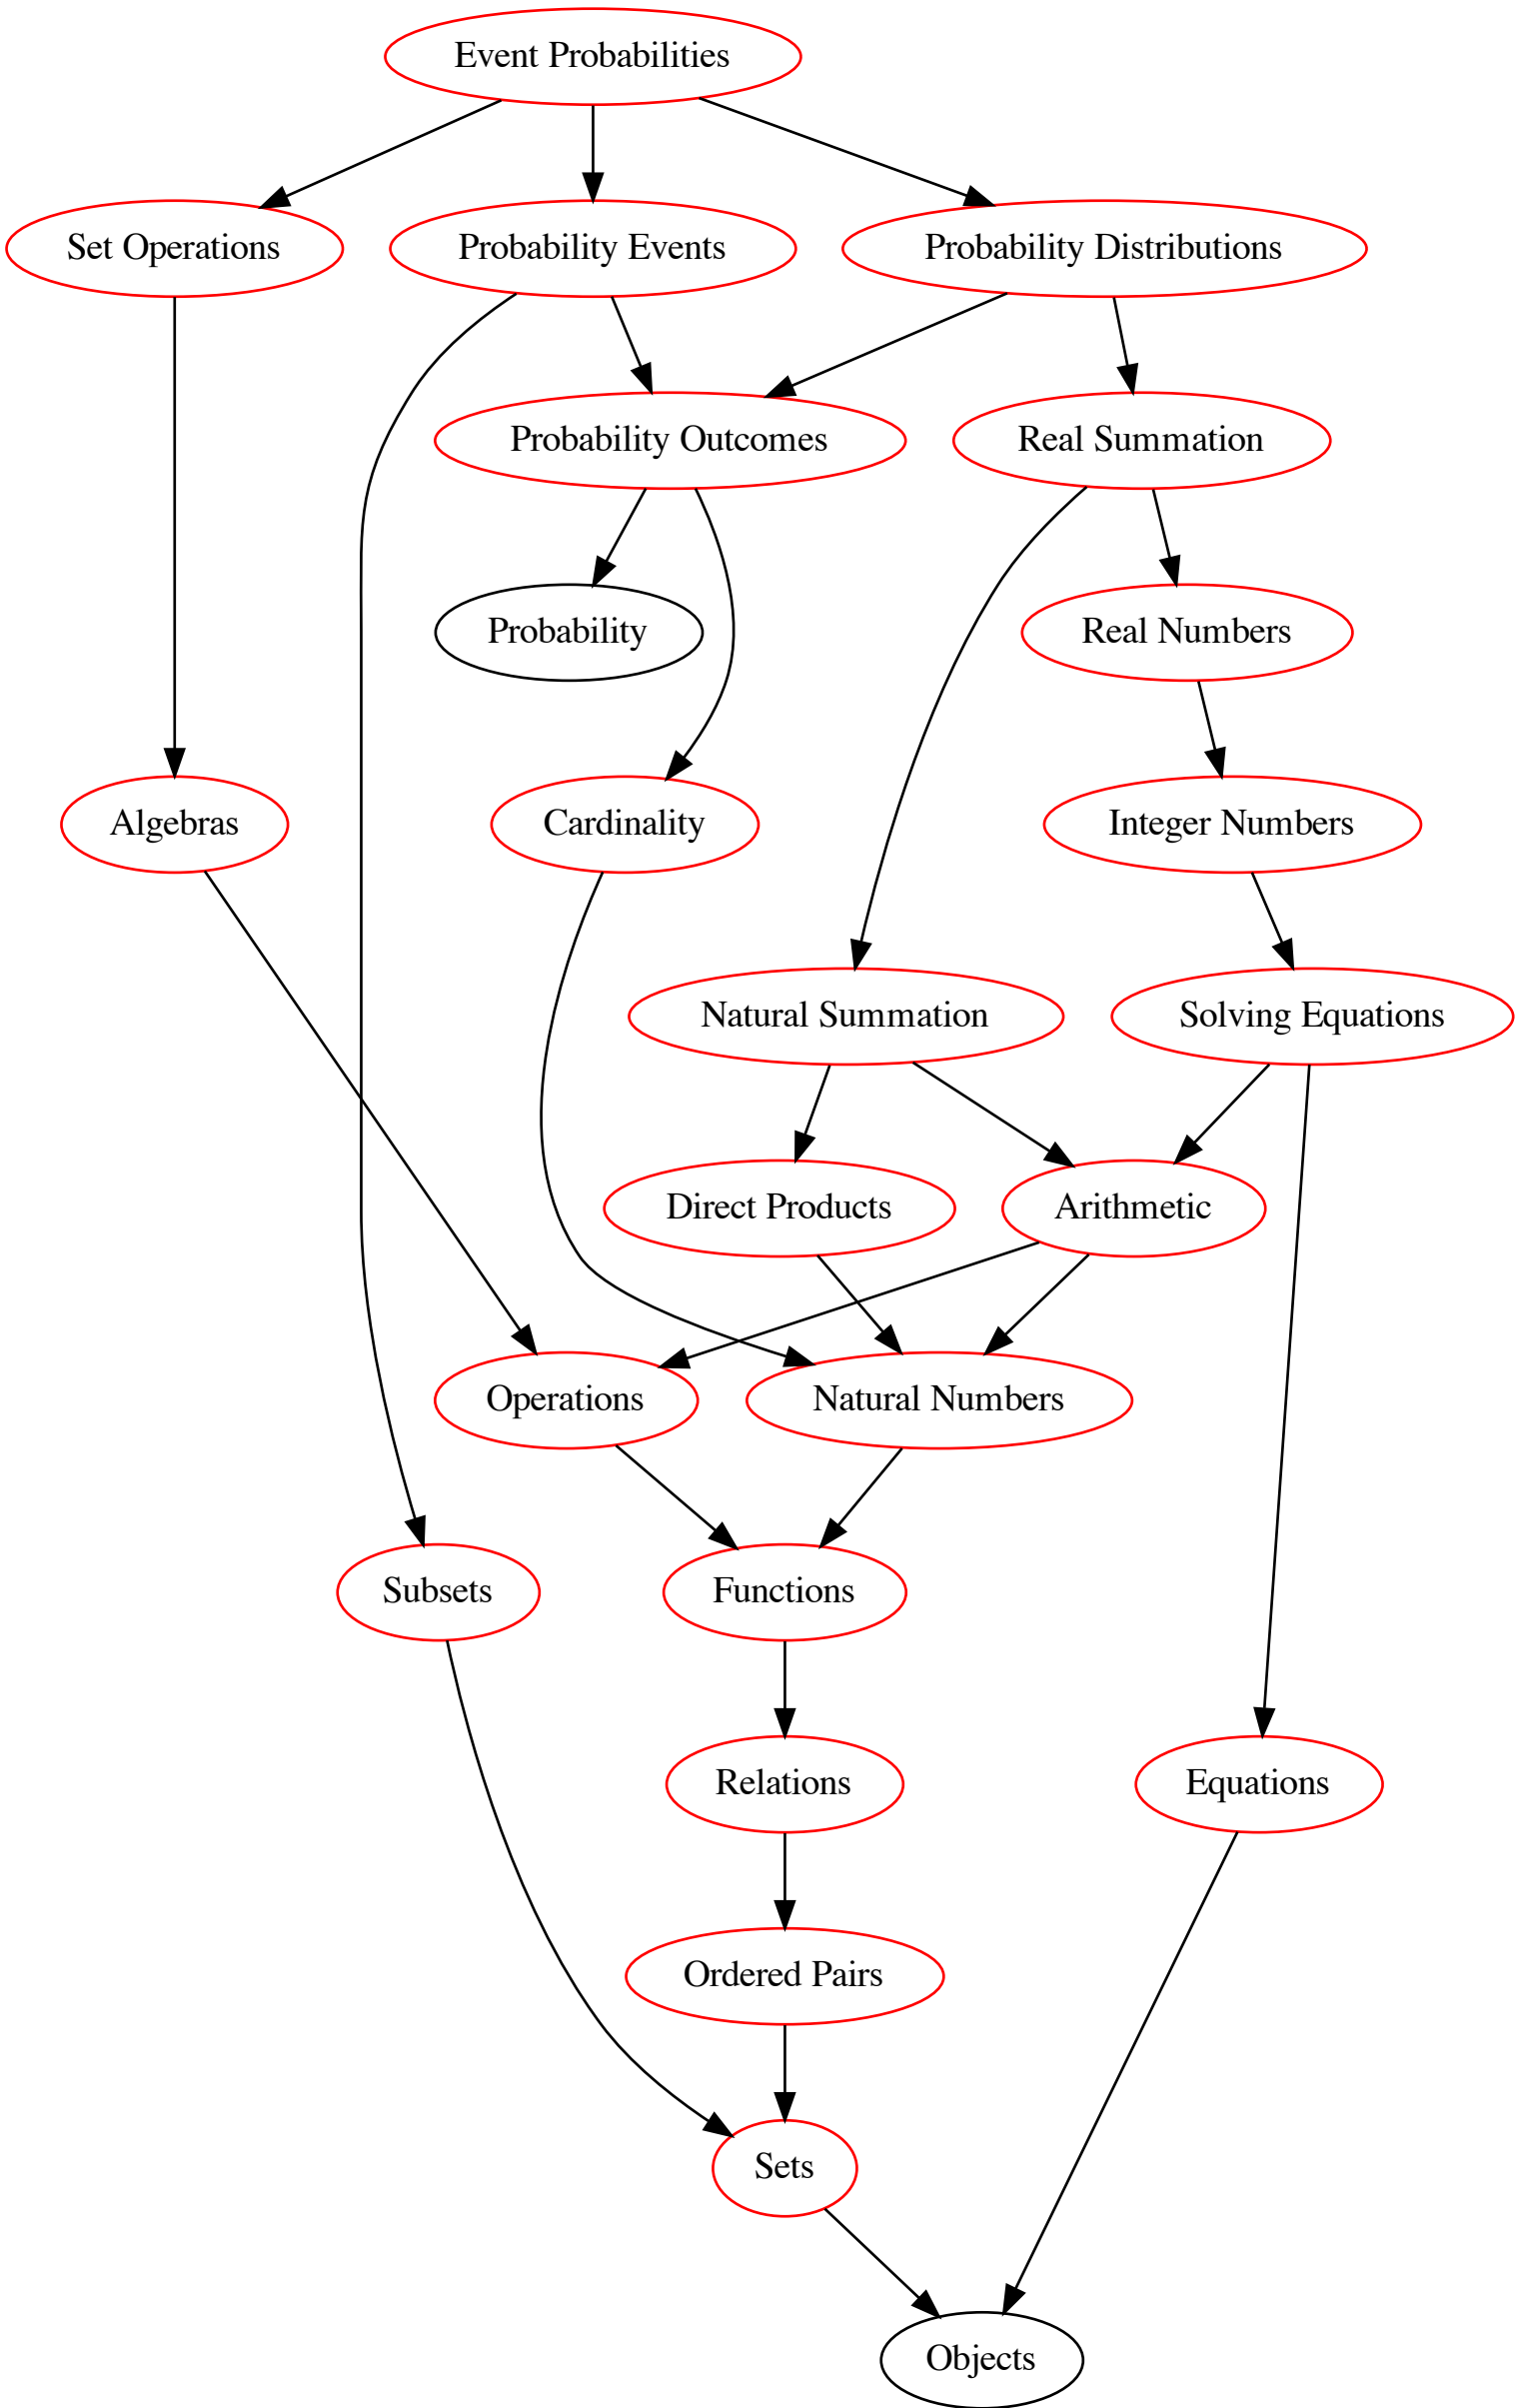 Event Probabilities
Set Operations
Probability Events
Probability Distributions
Probability Outcomes
Real Summation
Probability
Real Numbers
Algebras
Cardinality
Integer Numbers
Natural Summation
Solving Equations
Direct Products
Arithmetic
Operations
Natural Numbers
Subsets
Functions
Relations
Equations
Ordered Pairs
Sets
Objects